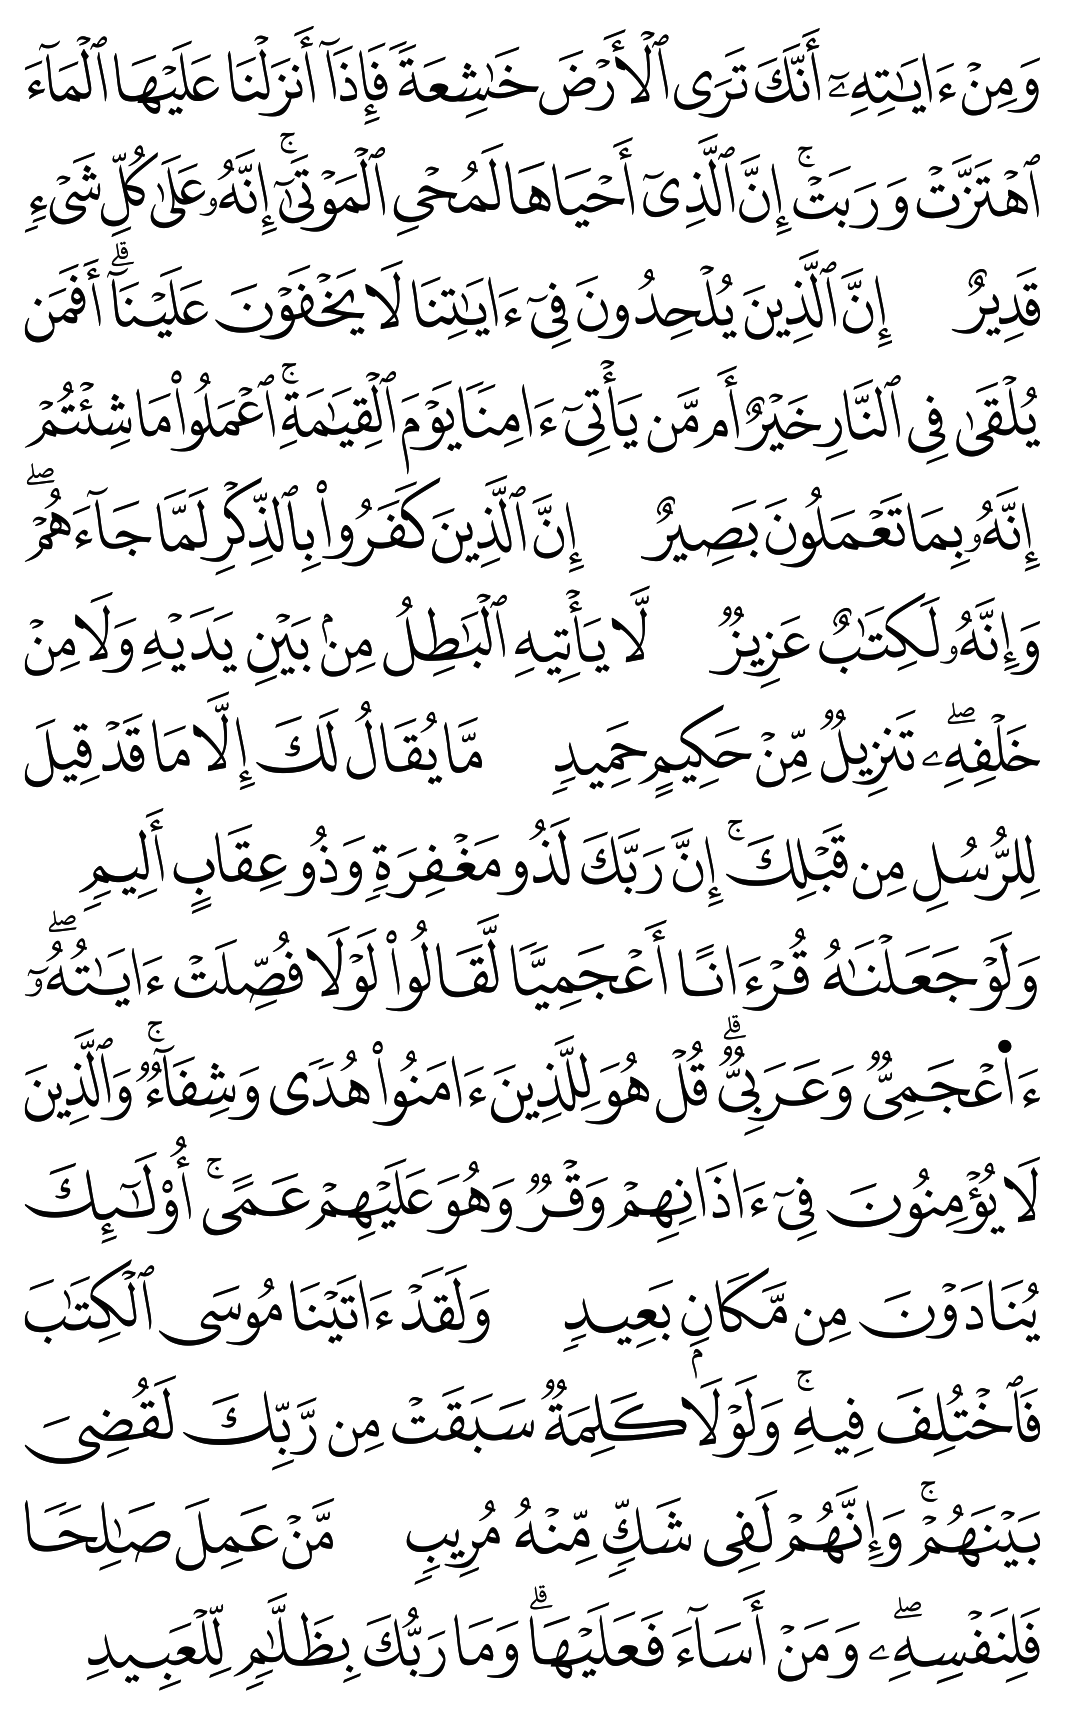 وَمِنْ ءَايَـٰتِهِۦٓ أَنَّكَ تَرَى ٱلْأَرْضَ خَـٰشِعَةً فَإِذَآ أَنزَلْنَا عَلَيْهَا ٱلْمَآءَ
ٱهْتَزَّتْ وَرَبَتْ ۚ إِنَّ ٱلَّذِىٓ أَحْيَاهَا لَمُحْىِ ٱلْمَوْتَىٰٓ ۚ إِنَّهُۥ عَلَىٰ كُلِّ شَىْءٍ
قَدِيرٌ إِنَّ ٱلَّذِينَ يُلْحِدُونَ فِىٓ ءَايَـٰتِنَا لَا يَخْفَوْنَ عَلَيْنَآ ۗ أَفَمَن
يُلْقَىٰ فِى ٱلنَّارِ خَيْرٌ أَم مَّن يَأْتِىٓ ءَامِنًا يَوْمَ ٱلْقِيَـٰمَةِ ۚ ٱعْمَلُوا۟ مَا شِئْتُمْ
إِنَّهُۥ بِمَا تَعْمَلُونَ بَصِيرٌ إِنَّ ٱلَّذِينَ كَفَرُوا۟ بِٱلذِّكْرِ لَمَّا جَآءَهُمْ ۖ
وَإِنَّهُۥ لَكِتَـٰبٌ عَزِيزٌ لَّا يَأْتِيهِ ٱلْبَـٰطِلُ مِنۢ بَيْنِ يَدَيْهِ وَلَا مِنْ
خَلْفِهِۦ ۖ تَنزِيلٌ مِّنْ حَكِيمٍ حَمِيدٍ مَّا يُقَالُ لَكَ إِلَّا مَا قَدْ قِيلَ
لِلرُّسُلِ مِن قَبْلِكَ ۚ إِنَّ رَبَّكَ لَذُو مَغْفِرَةٍ وَذُو عِقَابٍ أَلِيمٍ
وَلَوْ جَعَلْنَـٰهُ قُرْءَانًا أَعْجَمِيًّا لَّقَالُوا۟ لَوْلَا فُصِّلَتْ ءَايَـٰتُهُۥٓ ۖ
ءَا۬عْجَمِىٌّ وَعَرَبِىٌّ ۗ قُلْ هُوَ لِلَّذِينَ ءَامَنُوا۟ هُدًى وَشِفَآءٌ ۚ وَٱلَّذِينَ
لَا يُؤْمِنُونَ فِىٓ ءَاذَانِهِمْ وَقْرٌ وَهُوَ عَلَيْهِمْ عَمًى ۚ أُو۟لَـٰٓئِكَ
يُنَادَوْنَ مِن مَّكَانٍۭ بَعِيدٍ وَلَقَدْ ءَاتَيْنَا مُوسَى ٱلْكِتَـٰبَ
فَٱخْتُلِفَ فِيهِ ۚ وَلَوْلَا كَلِمَةٌ سَبَقَتْ مِن رَّبِّكَ لَقُضِىَ
بَيْنَهُمْ ۚ وَإِنَّهُمْ لَفِى شَكٍّ مِّنْهُ مُرِيبٍ مَّنْ عَمِلَ صَـٰلِحًا
فَلِنَفْسِهِۦ ۖ وَمَنْ أَسَآءَ فَعَلَيْهَا ۗ وَمَا رَبُّكَ بِظَلَّـٰمٍ لِّلْعَبِيدِ